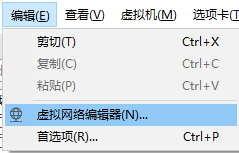 编辑(E) 查看(V) 虚拟机(M) 选项卡(
剪切(T) Ctrl+X
复制(C) Ctrl+C
粘贴(P) Ctrl+V
虚拟网络编辑器(N)...
首选项(R)... Ctrl+P